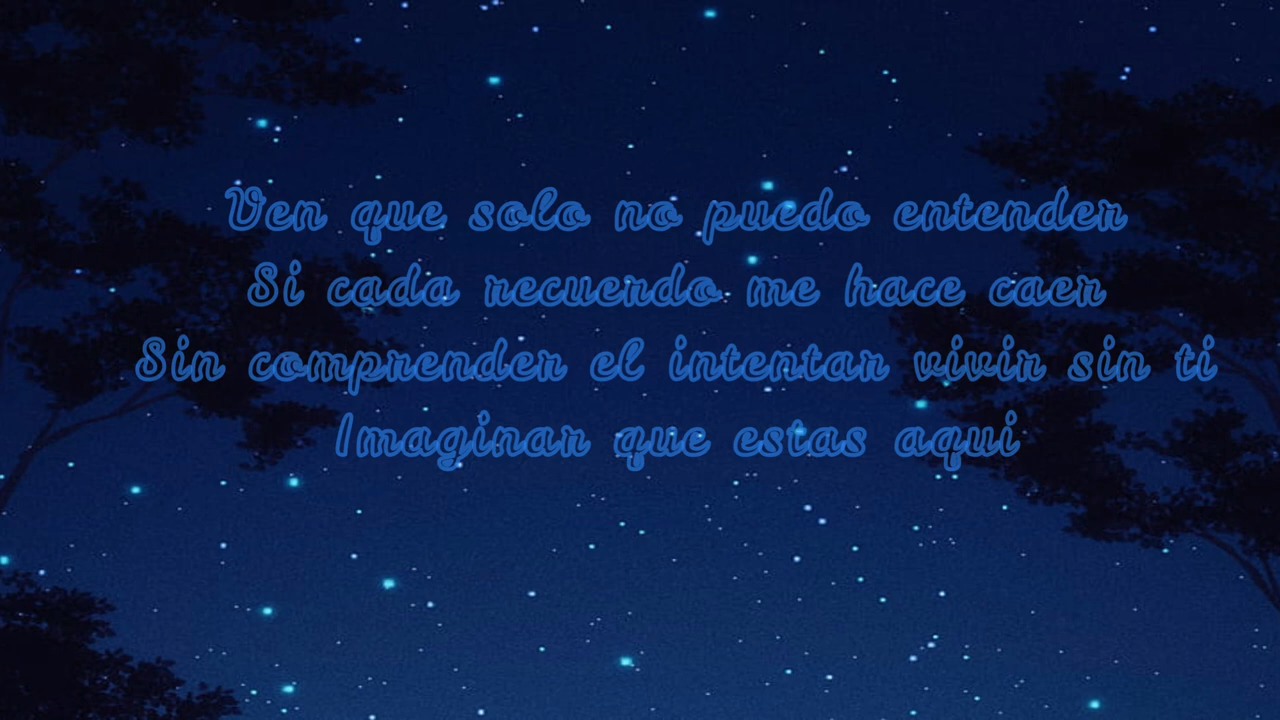 Ven que solo no puedo entender
Si cada recuerdo me hace caer
Sin comprender el intentar vivir sin ti
Imaginar que estas aqui